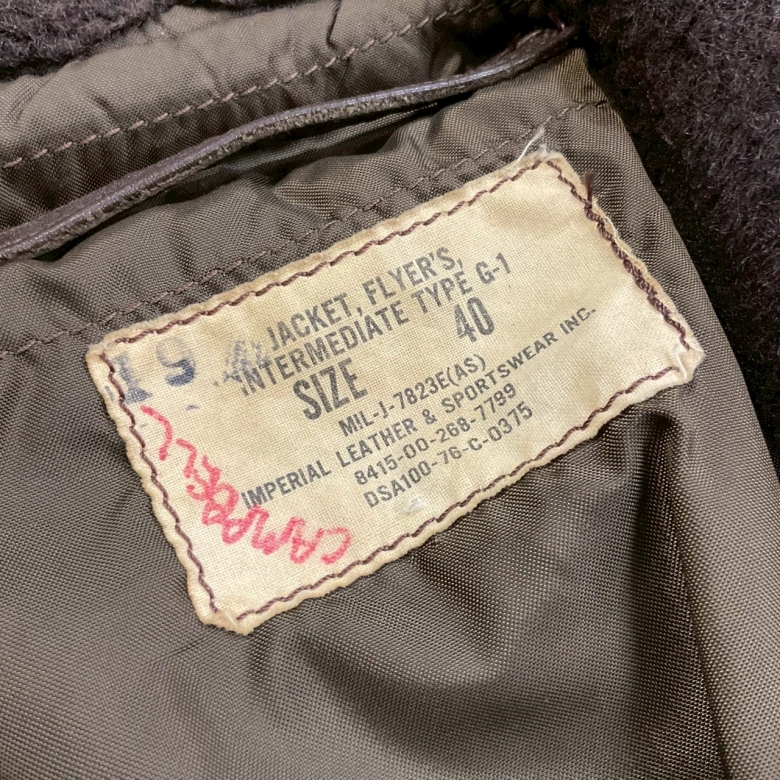 JACKET, FLYER'S,
INTERMEDIATE TYPE G-1
SIZE 40
MIL-J-7823E(AS)
IMPERIAL LEATHER & SPORTSWEAR INC.
8415-00-268-7799
DSA100-76-C-0375
19
CAMPBELL